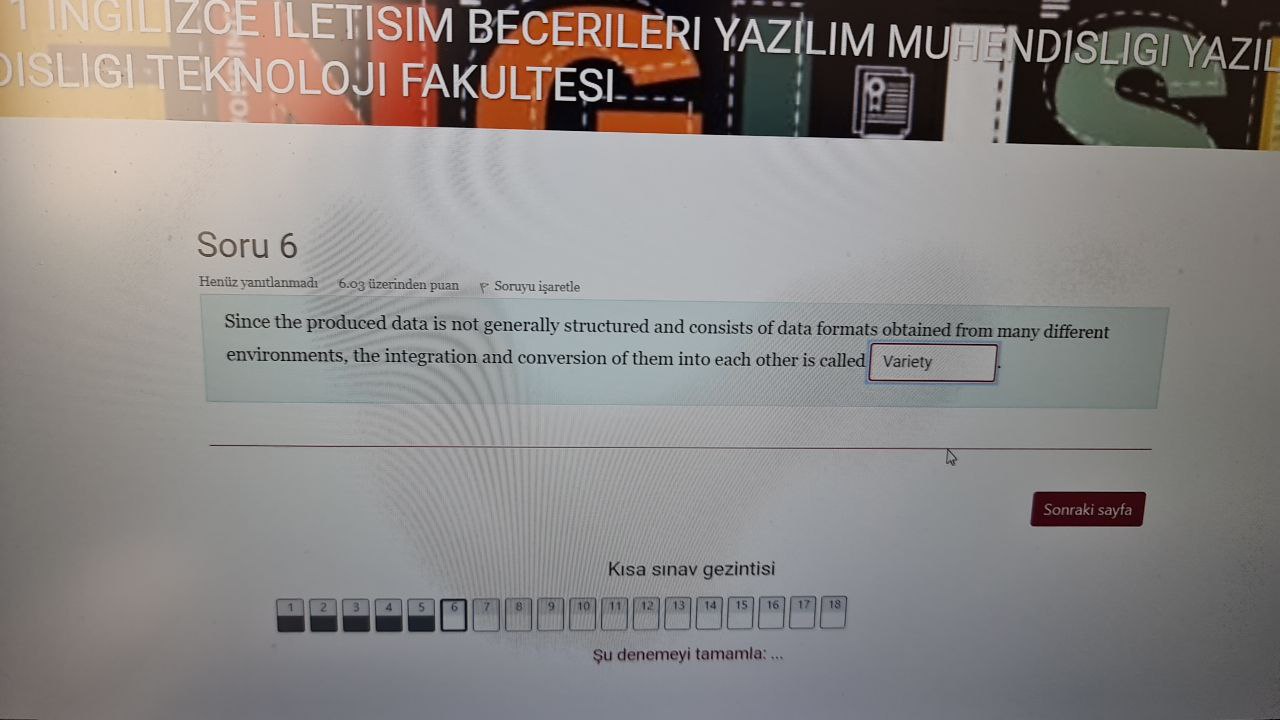 1 INGILIZCE ILETISIM BECERILERI YAZILIM MUHENDISLIGI YAZIL
DISLIGI TEKNOLOJI FAKULTESI
Soru 6
Henüz yanıtlanmadı 6.03 üzerinden puan Soruyu işaretle
Since the produced data is not generally structured and consists of data formats obtained from many different
environments, the integration and conversion of them into each other is called Variety .
Sonraki sayfa
Kısa sınav gezintisi
1 2 3 4 5 6 7 8 9 10 11 12 13 14 15 16 17 18
Şu denemeyi tamamla: ...